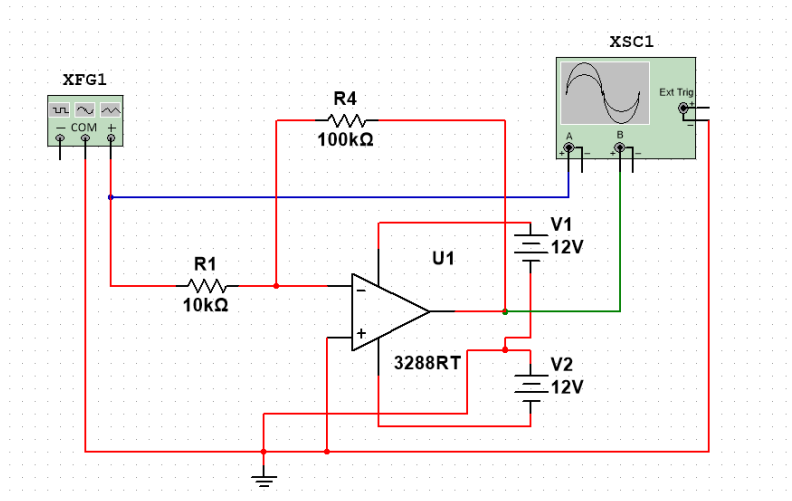 XSC1
XFG1
Ext Trig
+
−
R4
100kΩ
− COM +
A
B
+ −
+ −
V1
12V
U1
R1
10kΩ
−
+
3288RT
V2
12V